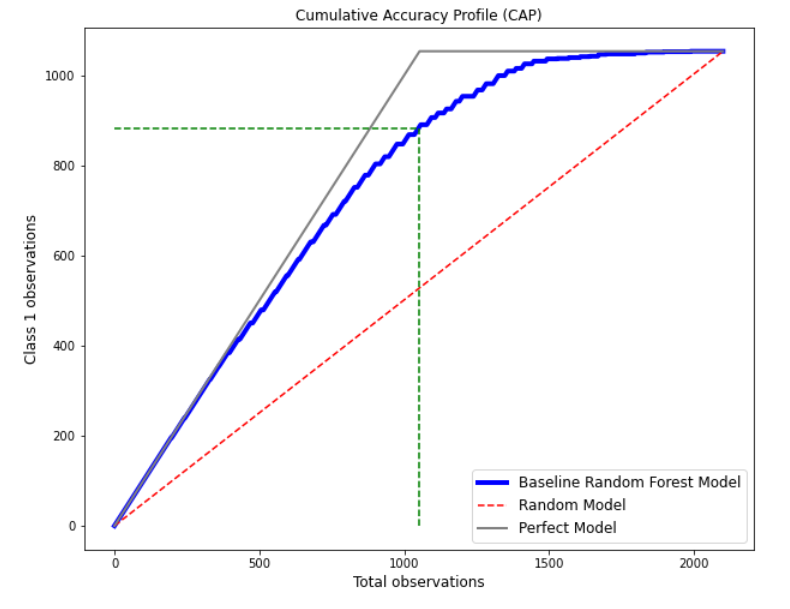 Cumulative Accuracy Profile (CAP)
1000
800
600
400
200
0
Class 1 observations
Baseline Random Forest Model
Random Model
Perfect Model
0 500 1000 1500 2000
Total observations